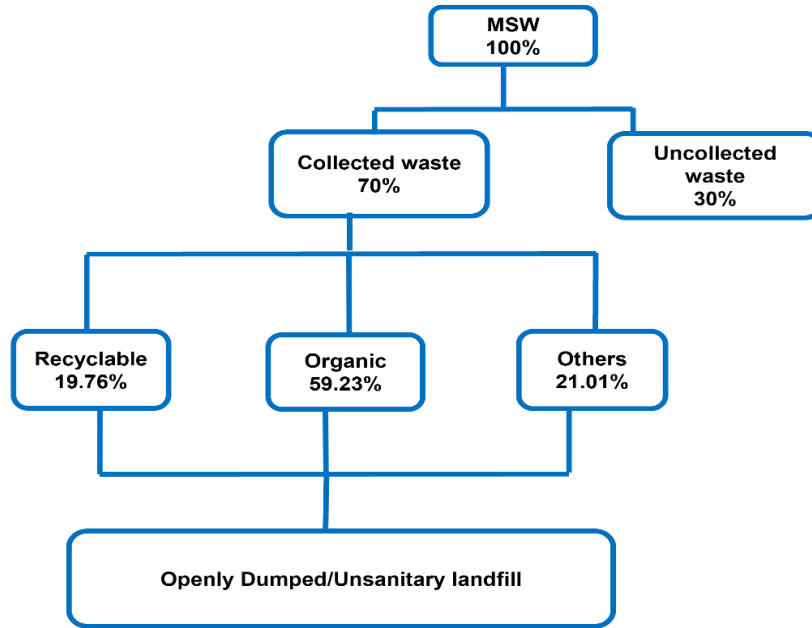 MSW
100%
Collected waste
70%
Uncollected
waste
30%
Recyclable
19.76%
Organic
59.23%
Others
21.01%
Openly Dumped/Unsanitary landfill